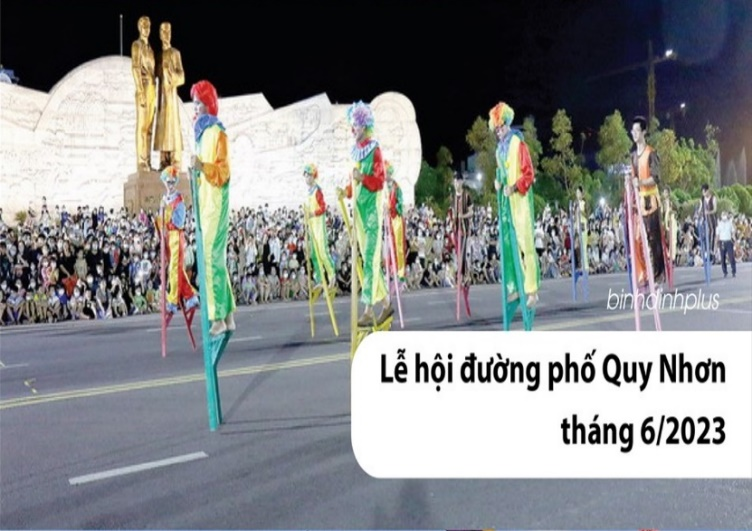 binhdinhplus
Lễ hội đường phố Quy Nhơn
tháng 6/2023